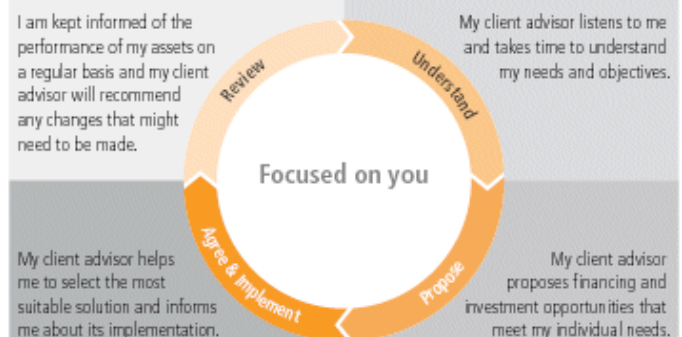 I am kept informed of the
performance of my assets on
a regular basis and my client
advisor will recommend
any changes that might
need to be made.
My client advisor listens to me
and takes time to understand
my needs and objectives.
Review
Understand
Focused on you
Agree & Implement
Propose
My client advisor helps
me to select the most
suitable solution and informs
me about its implementation.
My client advisor
proposes financing and
investment opportunities that
meet my individual needs.